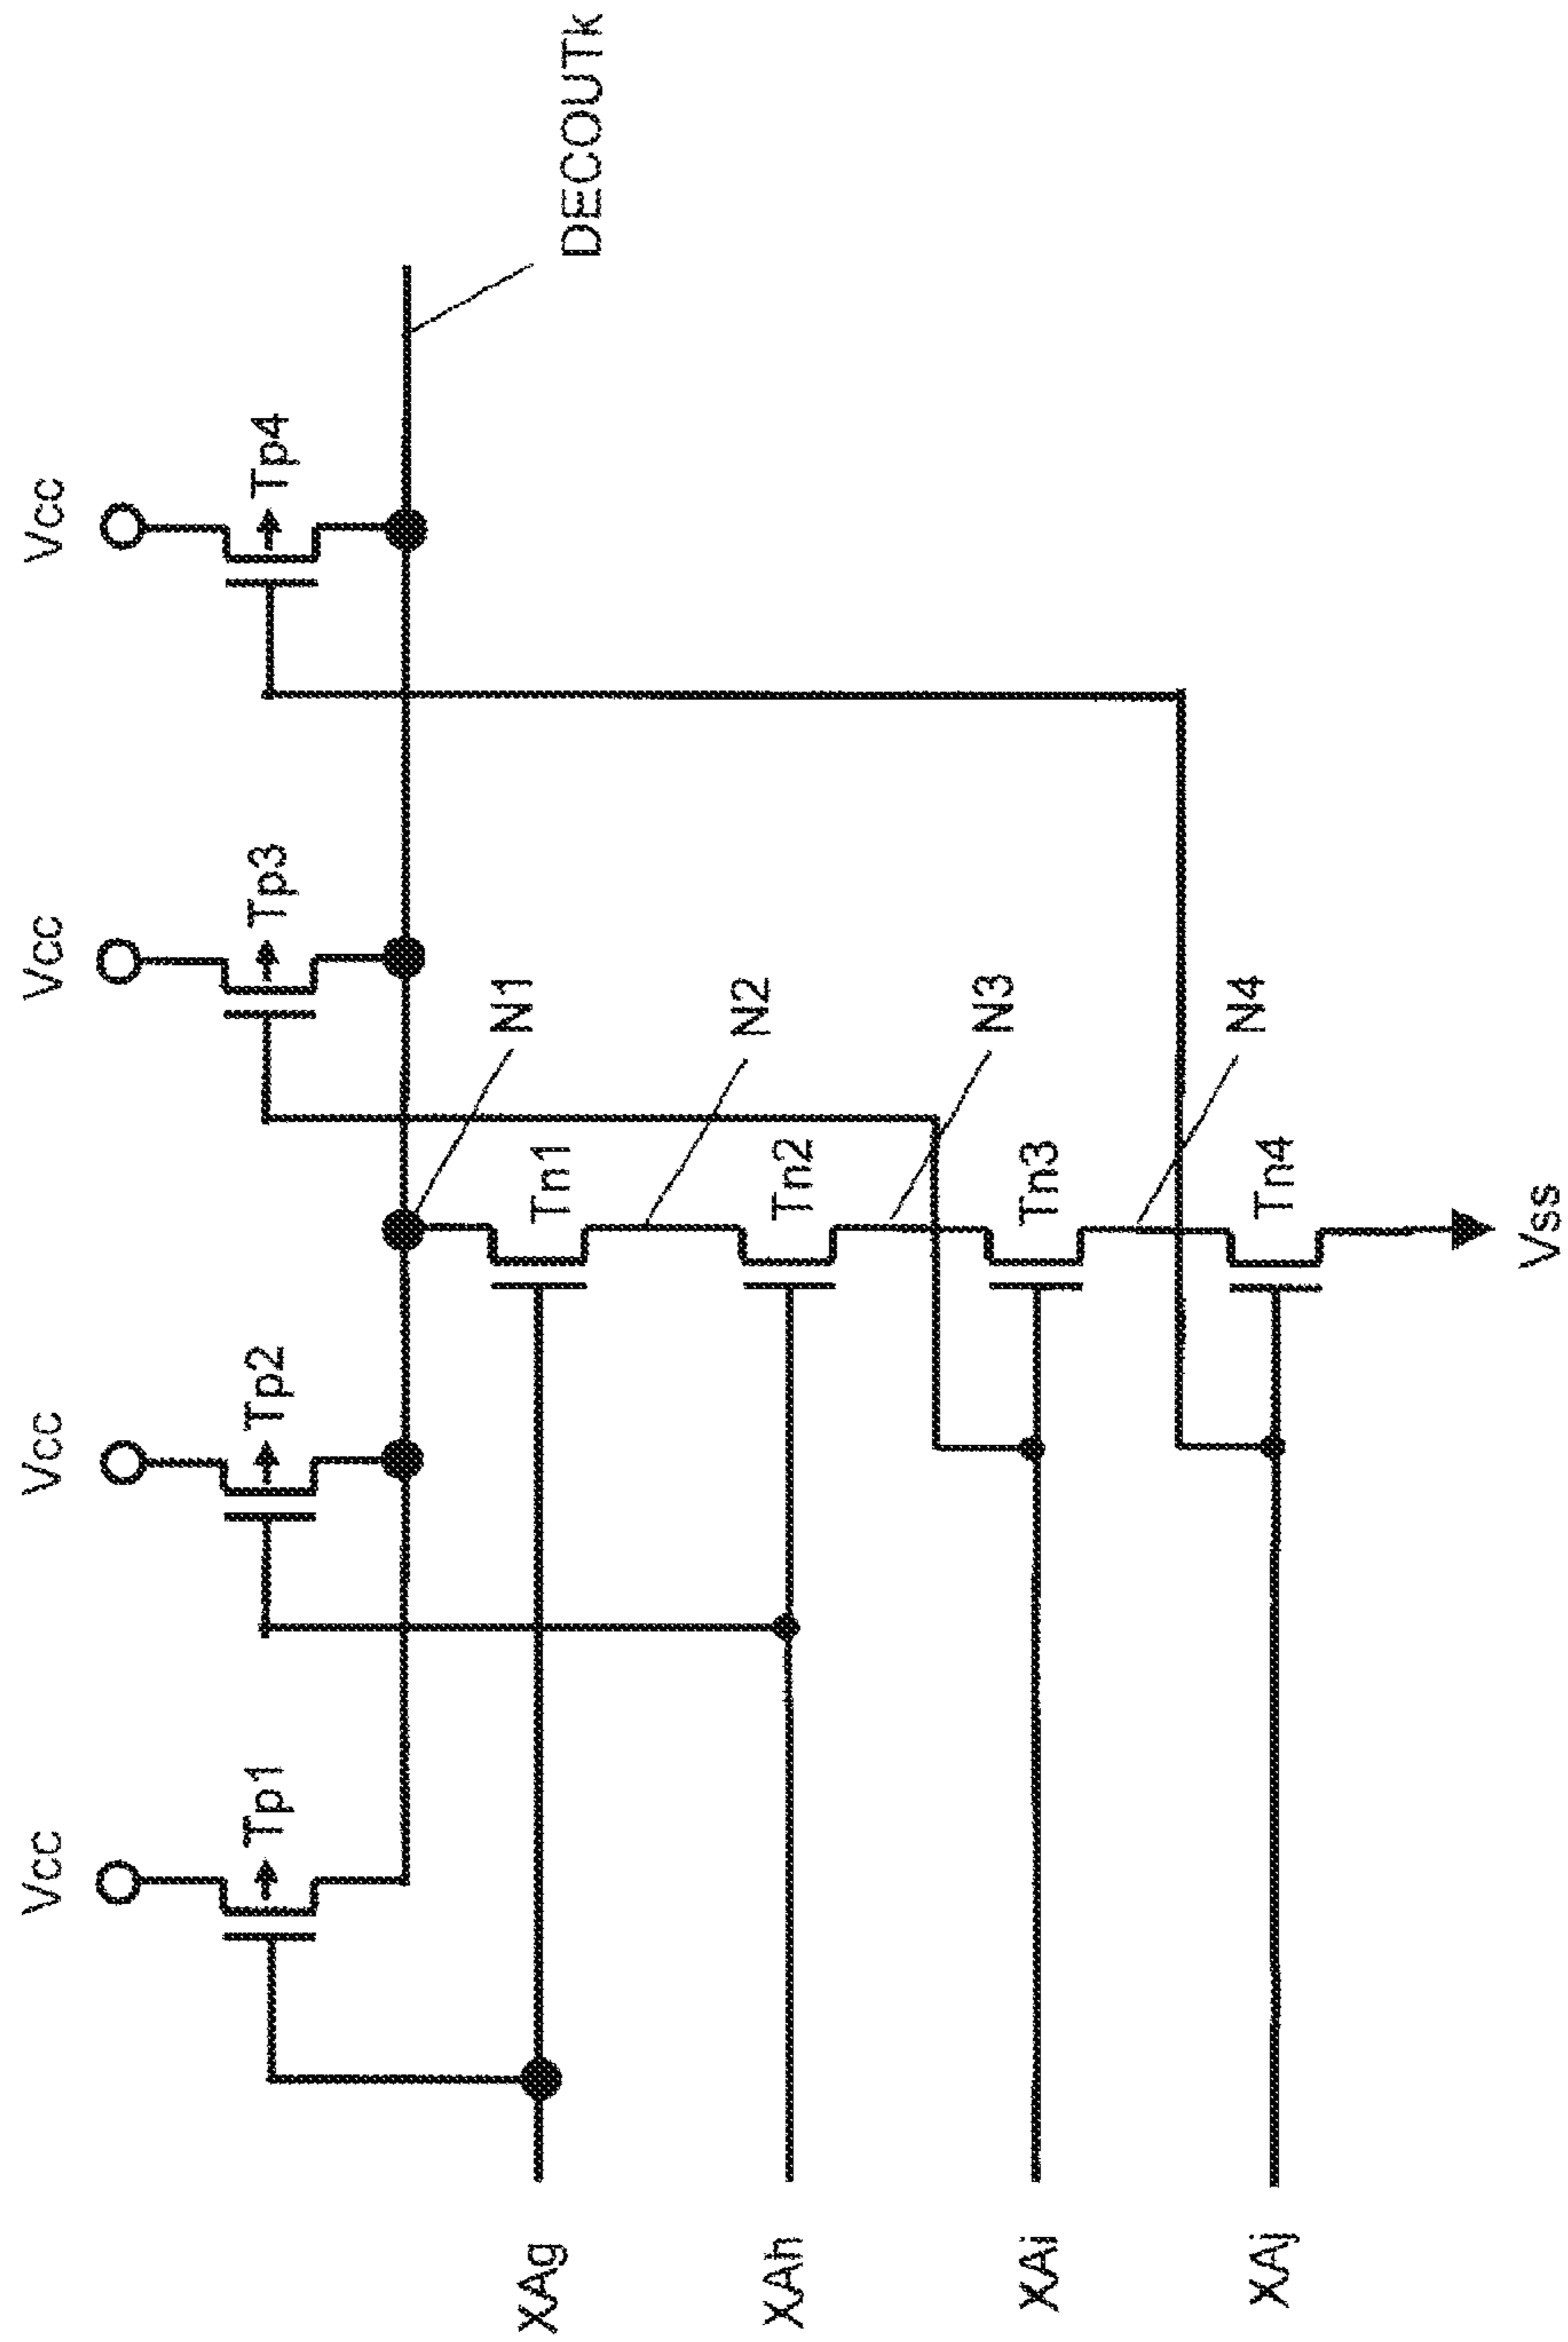 Vcc
Vcc
Vcc
Vcc
Tp1
Tp2
Tp3
Tp4
DECOUTk
N1
XAg
Tn1
N2
XAh
Tn2
N3
XAi
Tn3
N4
XAj
Tn4
Vss